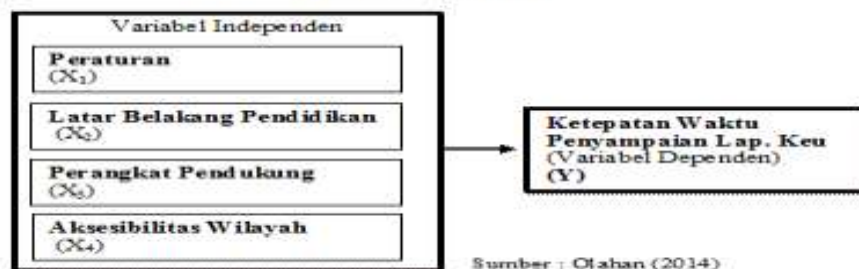 Variabel Independen
Peraturan
(X₁)
Latar Belakang Pendidikan
(X₂)
Perangkat Pendukung
(X₃)
Aksesibilitas Wilayah
(X₄)
Ketepatan Waktu
Penyampaian Lap. Keu
(Variabel Dependen)
(Y)
Sumber : Olahan (2014)